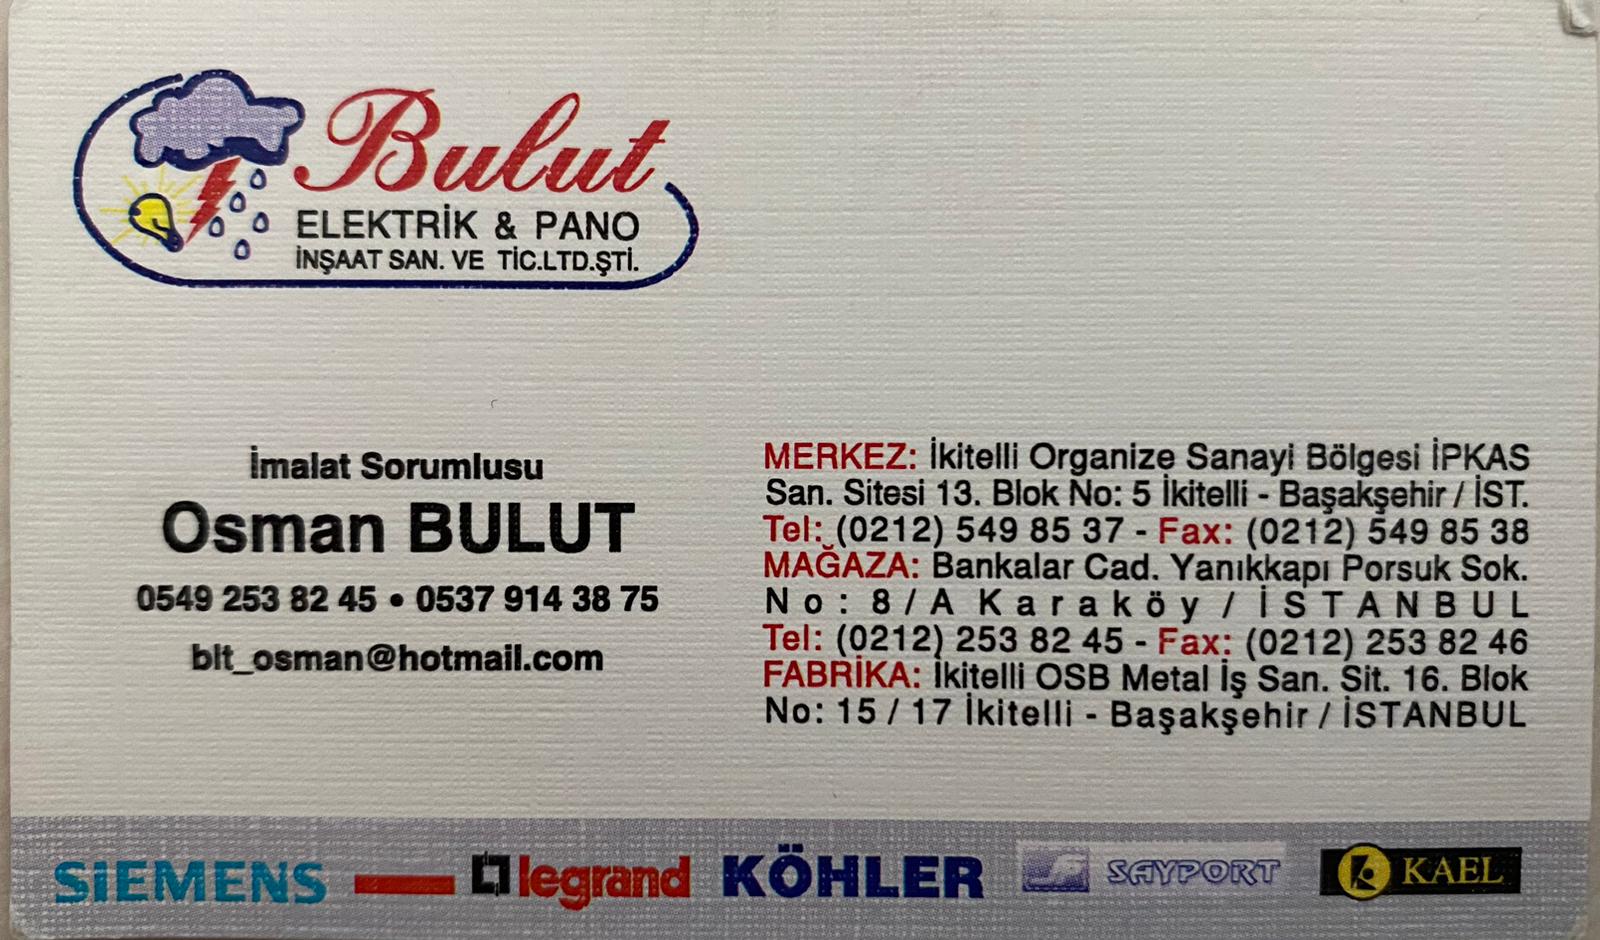 Bulut
ELEKTRİK & PANO
İNŞAAT SAN. VE TİC.LTD.ŞTİ.
İmalat Sorumlusu
Osman BULUT
0549 253 82 45 • 0537 914 38 75
blt_osman@hotmail.com
MERKEZ: İkitelli Organize Sanayi Bölgesi İPKAS
San. Sitesi 13. Blok No: 5 İkitelli - Başakşehir / İST.
Tel: (0212) 549 85 37 - Fax: (0212) 549 85 38
MAĞAZA: Bankalar Cad. Yanıkkapı Porsuk Sok.
No: 8/A Karaköy / İSTANBUL
Tel: (0212) 253 82 45 - Fax: (0212) 253 82 46
FABRİKA: İkitelli OSB Metal İş San. Sit. 16. Blok
No: 15 / 17 İkitelli - Başakşehir / İSTANBUL
SIEMENS legrand KÖHLER SAYPORT KAEL